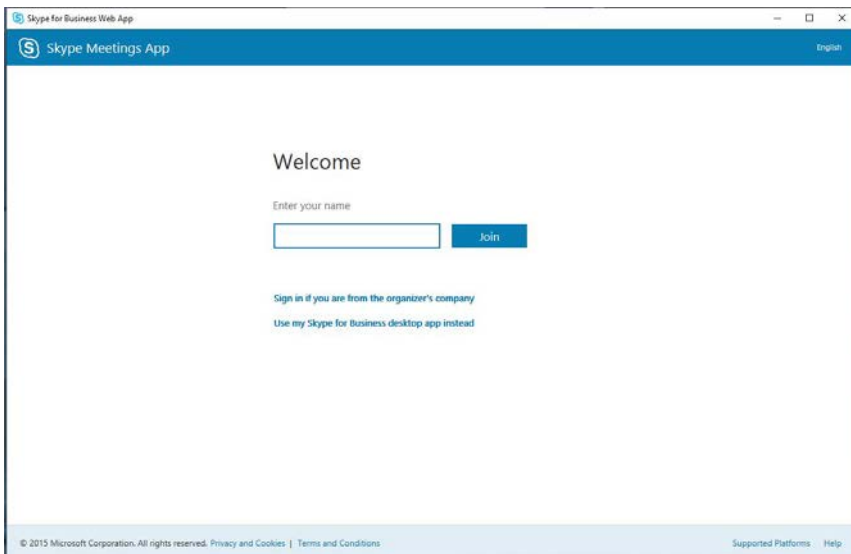 Skype for Business Web App
Skype Meetings App
English
Welcome
Enter your name
Join
Sign in if you are from the organizer's company
Use my Skype for Business desktop app instead
© 2015 Microsoft Corporation. All rights reserved. Privacy and Cookies | Terms and Conditions Supported Platforms Help